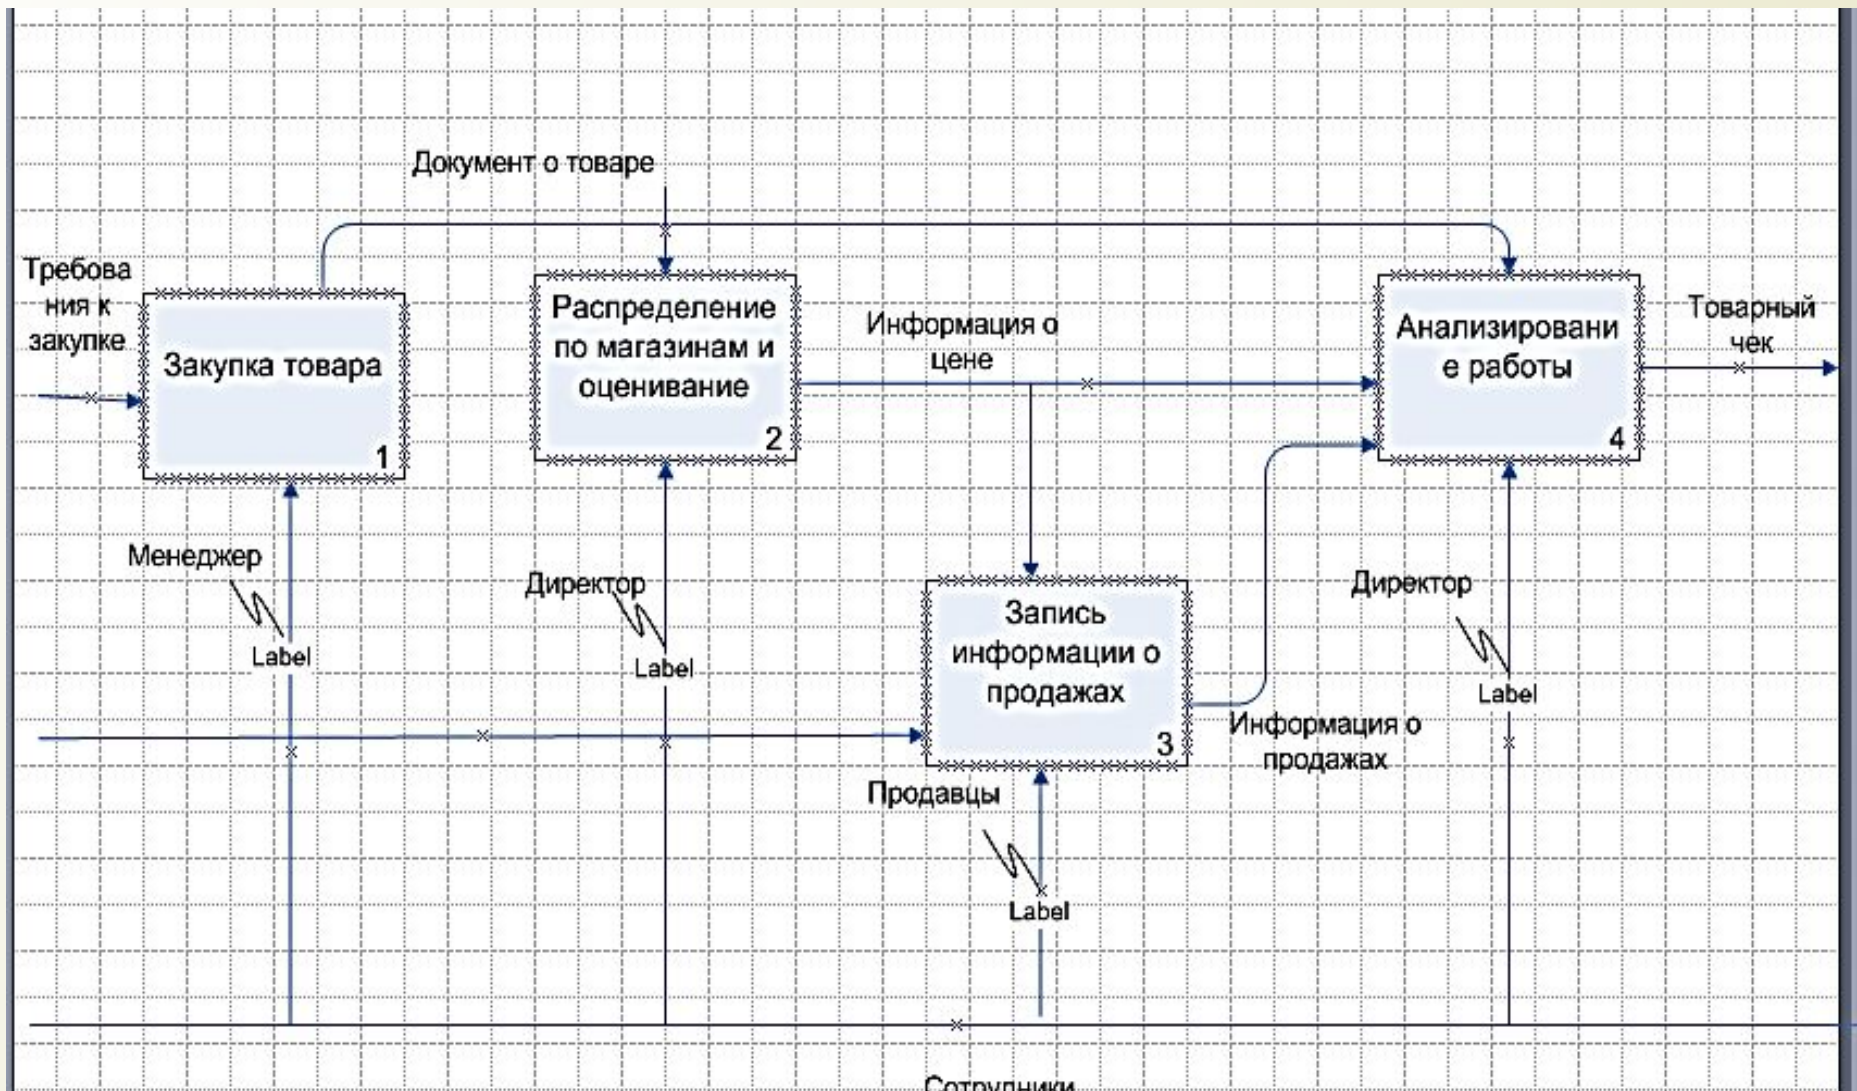 Документ о товаре
Требова
ния к
закупке
Закупка товара
1
Распределение
по магазинам и
оценивание
2
Информация о
цене
Анализировани
е работы
4
Товарный
чек
Менеджер
Label
Директор
Label
Запись
информации о
продажах
3
Директор
Label
Информация о
продажах
Продавцы
Label
Сотрудники